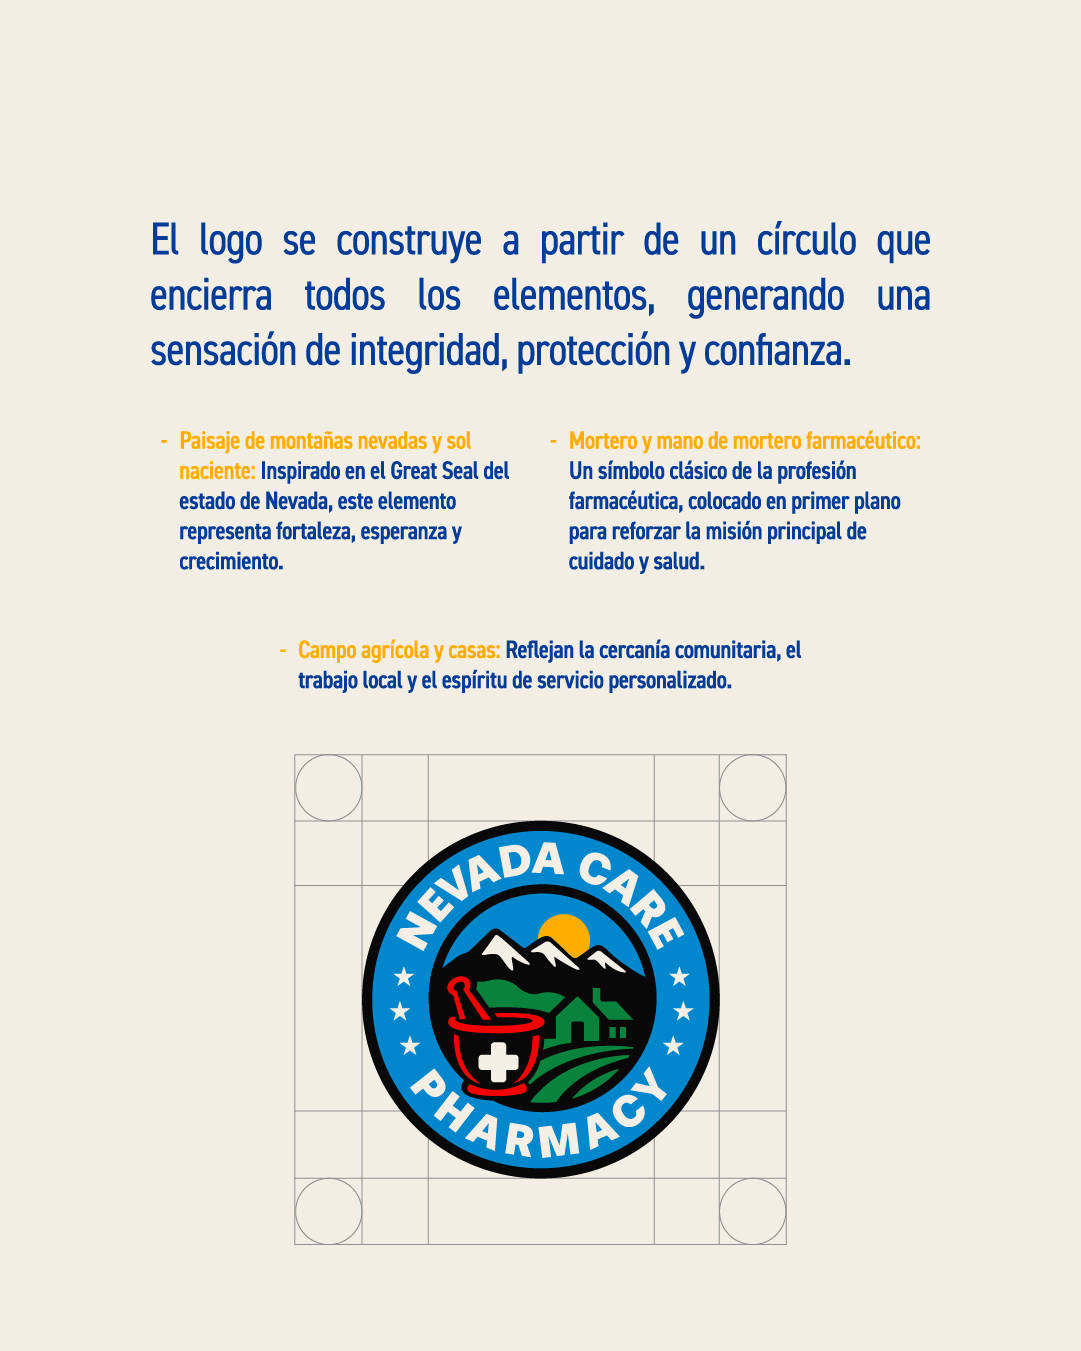 El logo se construye a partir de un círculo que
encierra todos los elementos, generando una
sensación de integridad, protección y confianza.
- Paisaje de montañas nevadas y sol
naciente: Inspirado en el Great Seal del
estado de Nevada, este elemento
representa fortaleza, esperanza y
crecimiento.
- Mortero y mano de mortero farmacéutico:
Un símbolo clásico de la profesión
farmacéutica, colocado en primer plano
para reforzar la misión principal de
cuidado y salud.
- Campo agrícola y casas: Reflejan la cercanía comunitaria, el
trabajo local y el espíritu de servicio personalizado.
NEVADA CARE
PHARMACY